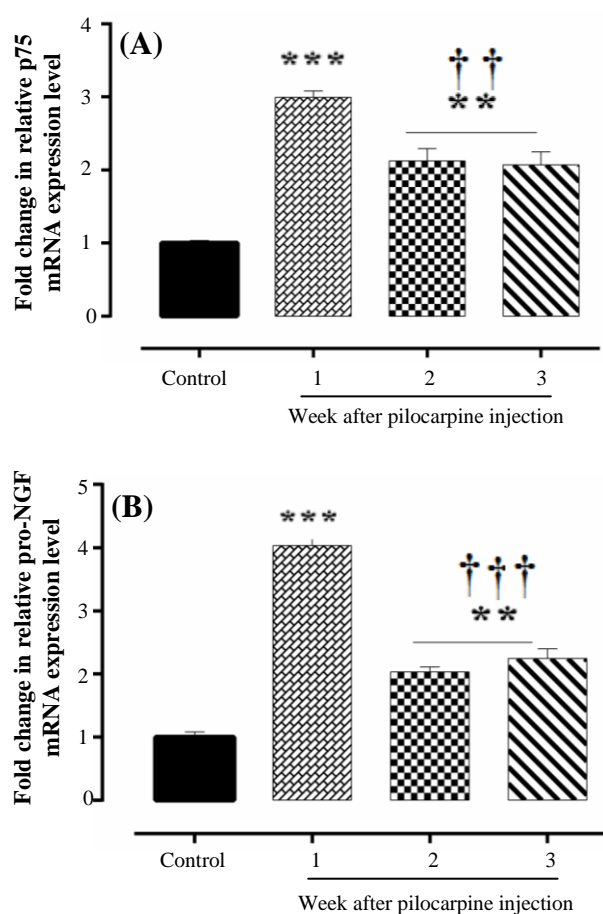 (A)
Fold change in relative p75
mRNA expression level
4
3
2
1
0
***
† †
**
Control
1
2
3
Week after pilocarpine injection
(B)
Fold change in relative pro-NGF
mRNA expression level
5
4
3
2
1
0
***
†††
**
Control
1
2
3
Week after pilocarpine injection